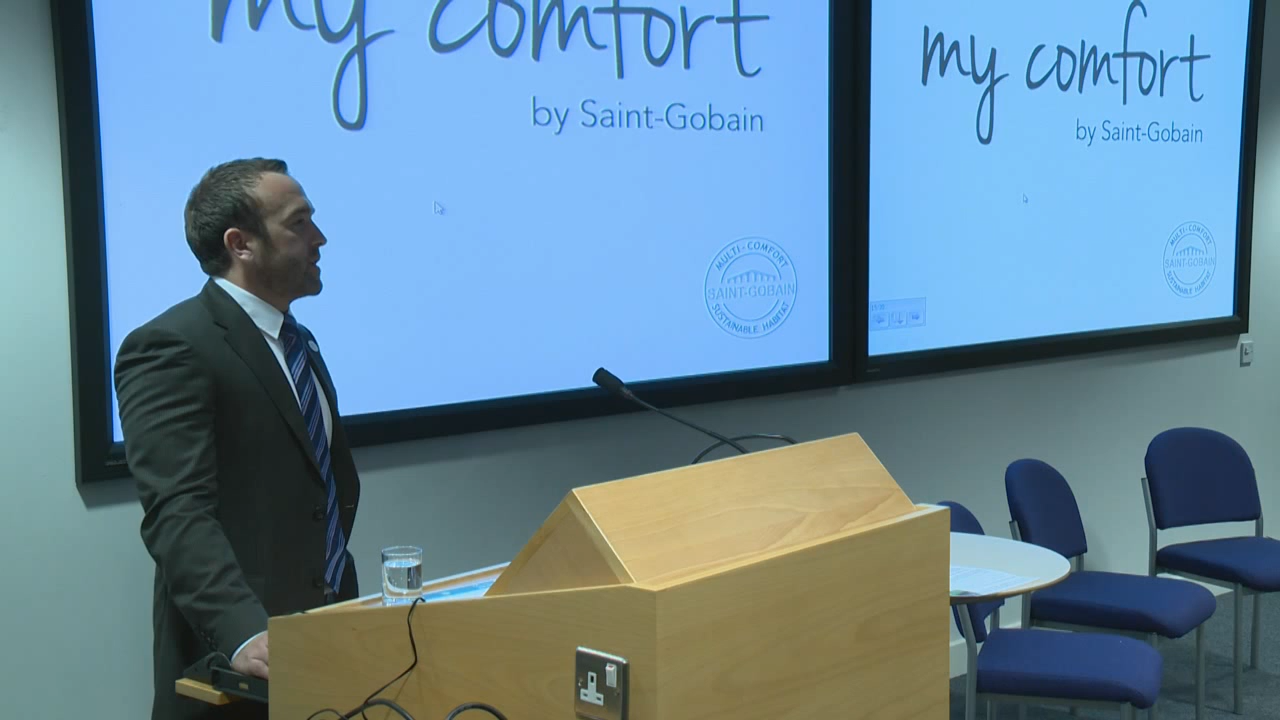 my comfort
by Saint-Gobain
MULTI-COMFORT
SAINT-GOBAIN
SUSTAINABLE HABITAT
my comfort
by Saint-Gobain
MULTI-COMFORT
SAINT-GOBAIN
SUSTAINABLE HABITAT